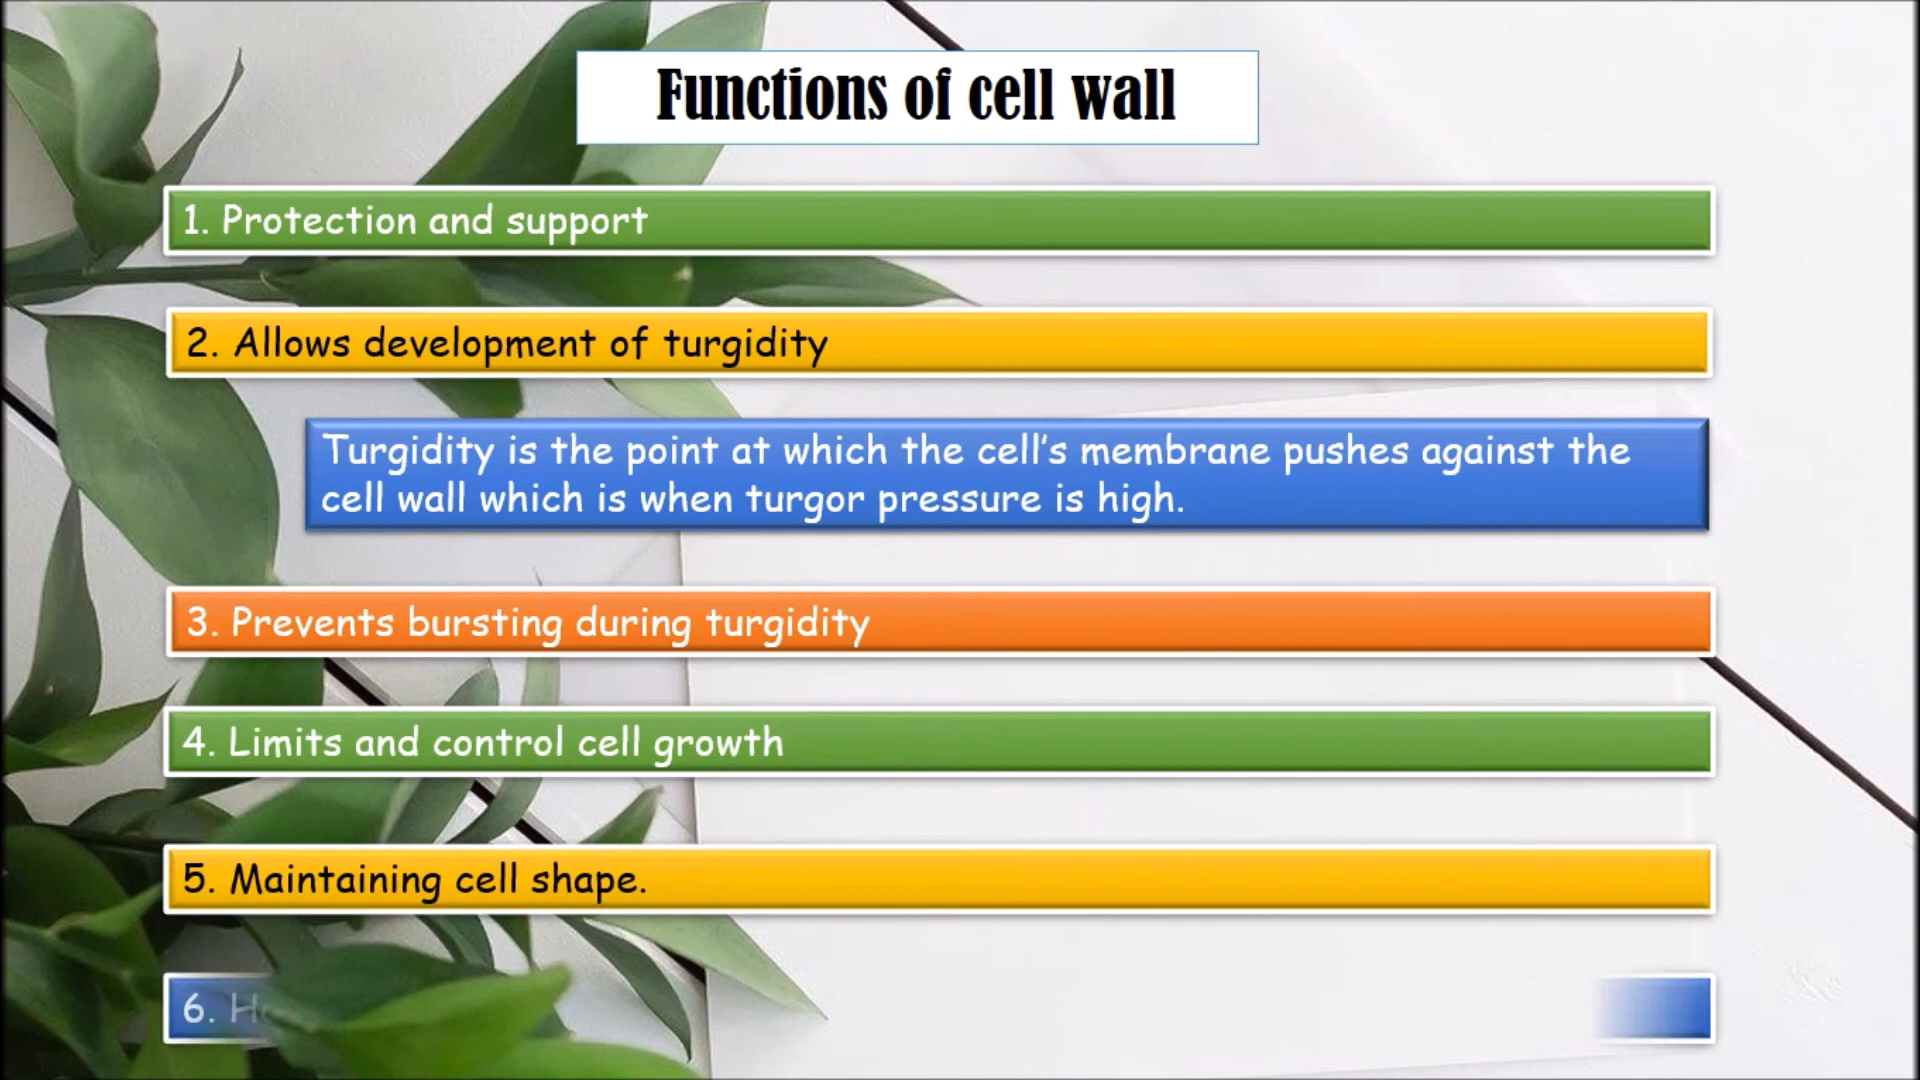 Functions of cell wall
1. Protection and support
2. Allows development of turgidity
Turgidity is the point at which the cell's membrane pushes against the
cell wall which is when turgor pressure is high.
3. Prevents bursting during turgidity
4. Limits and control cell growth
5. Maintaining cell shape.
6.